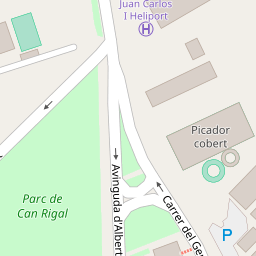 Juan Carlos
I Heliport
H
Picador
cobert
Parc de
Can Rigal
Avinguda d'Albert
Carrer del Ge
P